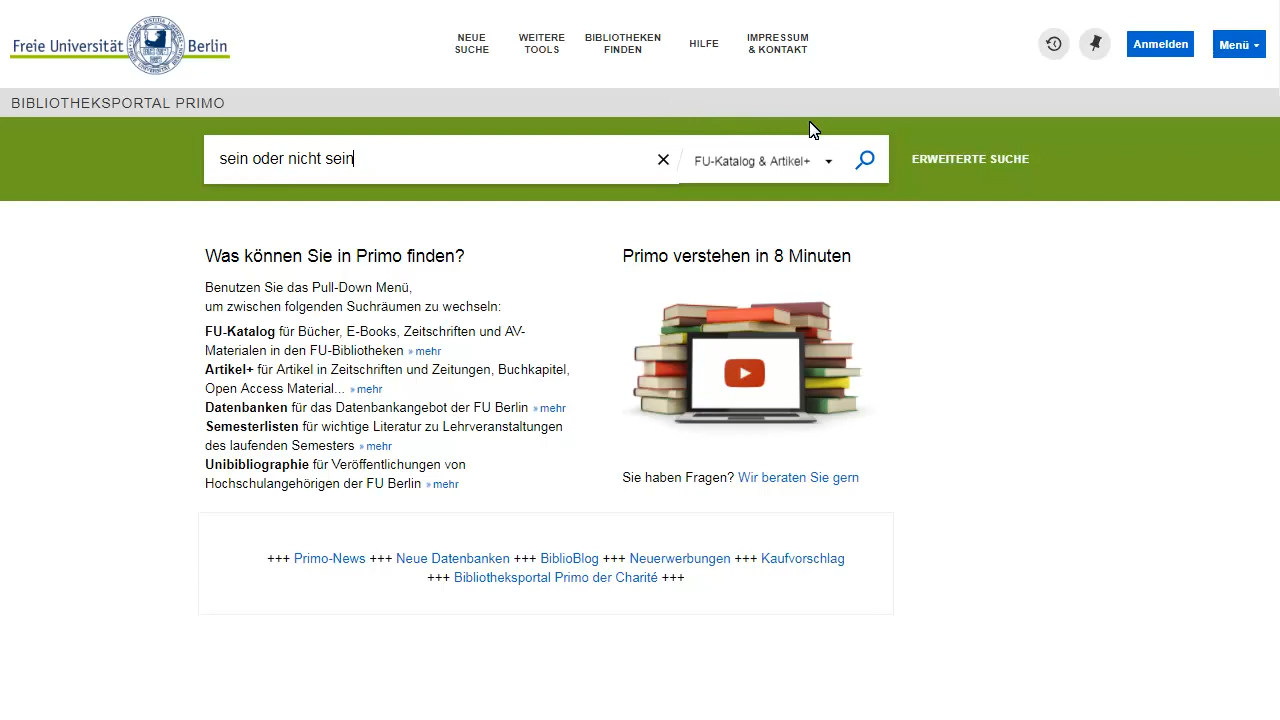 Freie Universität Berlin
NEUE
SUCHE
WEITERE
TOOLS
BIBLIOTHEKEN
FINDEN
HILFE
IMPRESSUM
& KONTAKT
Anmelden
Menü
BIBLIOTHEKSPORTAL PRIMO
sein oder nicht sein
FU-Katalog & Artikel+
ERWEITERTE SUCHE
Was können Sie in Primo finden?
Benutzen Sie das Pull-Down Menü,
um zwischen folgenden Suchräumen zu wechseln:
FU-Katalog für Bücher, E-Books, Zeitschriften und AV-
Materialen in den FU-Bibliotheken » mehr
Artikel+ für Artikel in Zeitschriften und Zeitungen, Buchkapitel,
Open Access Material... » mehr
Datenbanken für das Datenbankangebot der FU Berlin » mehr
Semesterlisten für wichtige Literatur zu Lehrveranstaltungen
des laufenden Semesters » mehr
Unibibliographie für Veröffentlichungen von
Hochschulangehörigen der FU Berlin » mehr
Primo verstehen in 8 Minuten
Sie haben Fragen? Wir beraten Sie gern
+++ Primo-News +++ Neue Datenbanken +++ BiblioBlog +++ Neuerwerbungen +++ Kaufvorschlag
+++ Bibliotheksportal Primo der Charité +++